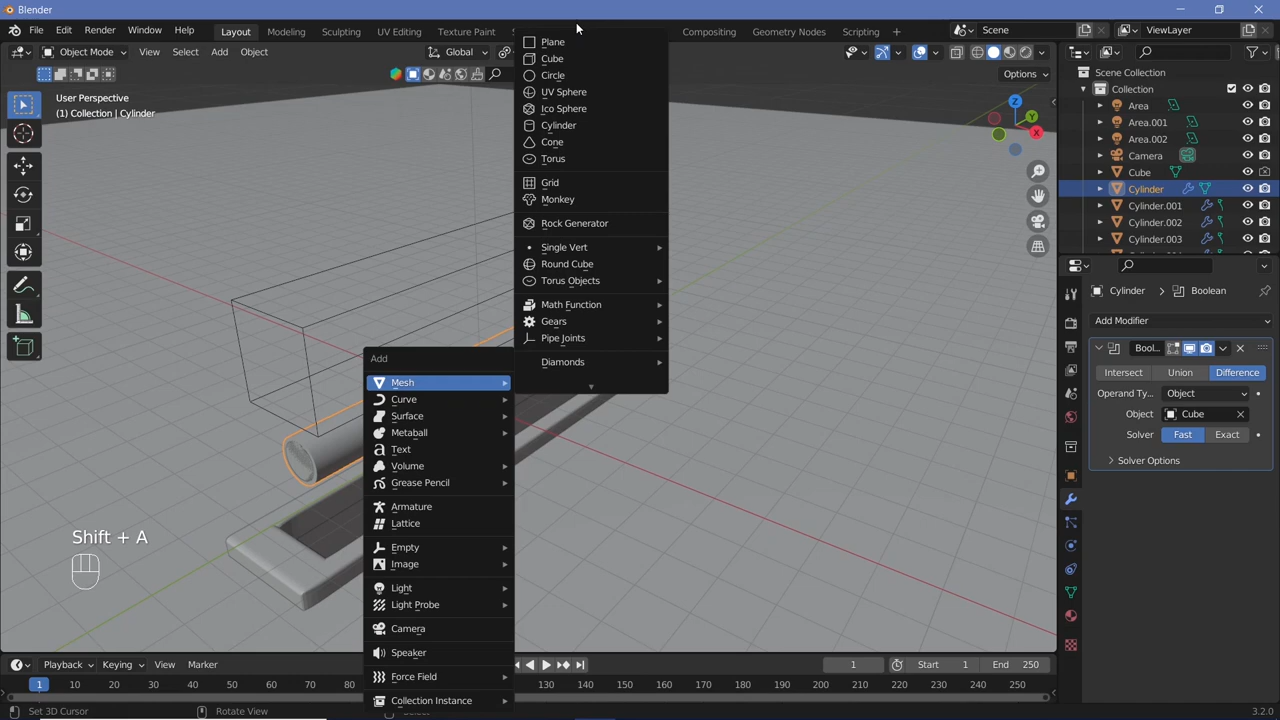 Blender
File Edit Render Window Help Layout Modeling Sculpting UV Editing Texture Paint Compositing Geometry Nodes Scripting + Scene ViewLayer
Object Mode View Select Add Object Global
Options
User Perspective
(1) Collection | Cylinder
Z
Y
X
Plane
Cube
Circle
UV Sphere
Ico Sphere
Cylinder
Cone
Torus
Grid
Monkey
Rock Generator
Single Vert
Round Cube
Torus Objects
Math Function
Gears
Pipe Joints
Diamonds
Add
Mesh
Curve
Surface
Metaball
Text
Volume
Grease Pencil
Armature
Lattice
Empty
Image
Light
Light Probe
Camera
Speaker
Force Field
Collection Instance
Shift + A
Scene Collection
Collection
Area
Area.001
Area.002
Camera
Cube
Cylinder
Cylinder.001
Cylinder.002
Cylinder.003
Cylinder Boolean
Add Modifier
Bool...
Intersect Union Difference
Operand Ty... Object
Object Cube
Solver Fast Exact
Solver Options
Playback Keying View Marker 1 Start 1 End 250
1 10 20 30 40 50 60 70 80 130 140 150 160 170 180 190 200 210 220 230 240 250
Set 3D Cursor Rotate View 3.2.0